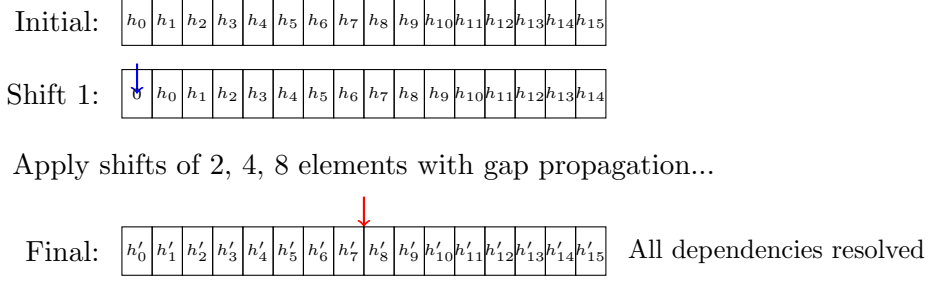 Initial: h₀ h₁ h₂ h₃ h₄ h₅ h₆ h₇ h₈ h₉ h₁₀ h₁₁ h₁₂ h₁₃ h₁₄ h₁₅
Shift 1: 0 h₀ h₁ h₂ h₃ h₄ h₅ h₆ h₇ h₈ h₉ h₁₀ h₁₁ h₁₂ h₁₃ h₁₄
Apply shifts of 2, 4, 8 elements with gap propagation...
Final: h′₀ h′₁ h′₂ h′₃ h′₄ h′₅ h′₆ h′₇ h′₈ h′₉ h′₁₀ h′₁₁ h′₁₂ h′₁₃ h′₁₄ h′₁₅ All dependencies resolved